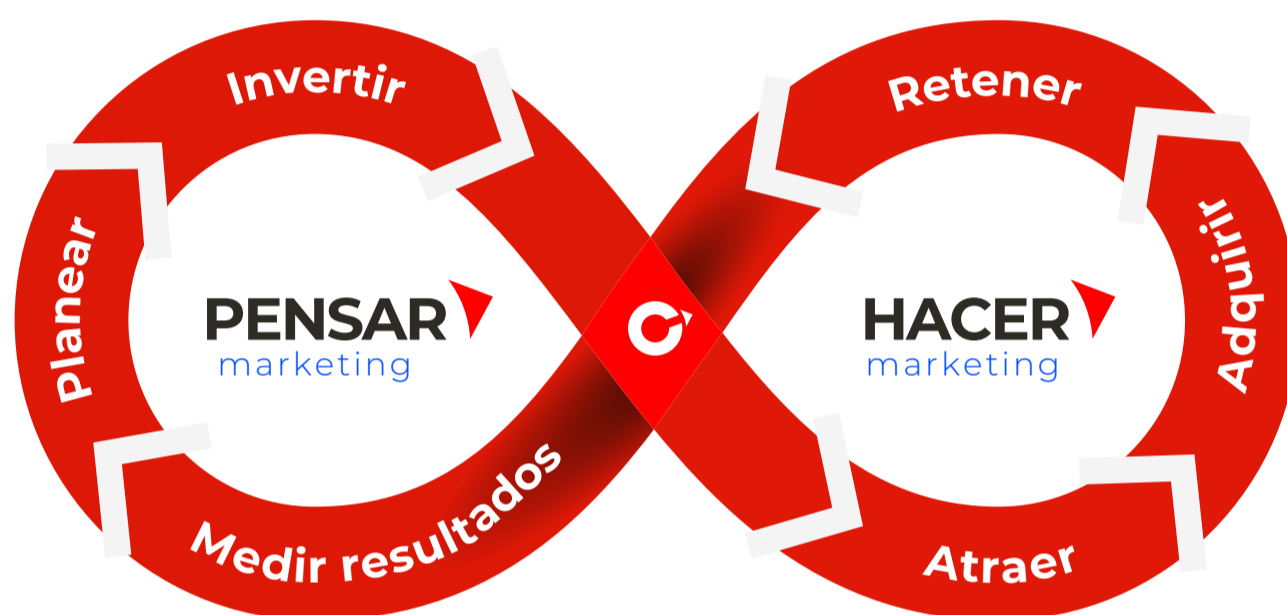 Invertir
Planear
PENSAR
marketing
Medir resultados
Retener
Adquirir
HACER
marketing
Atraer